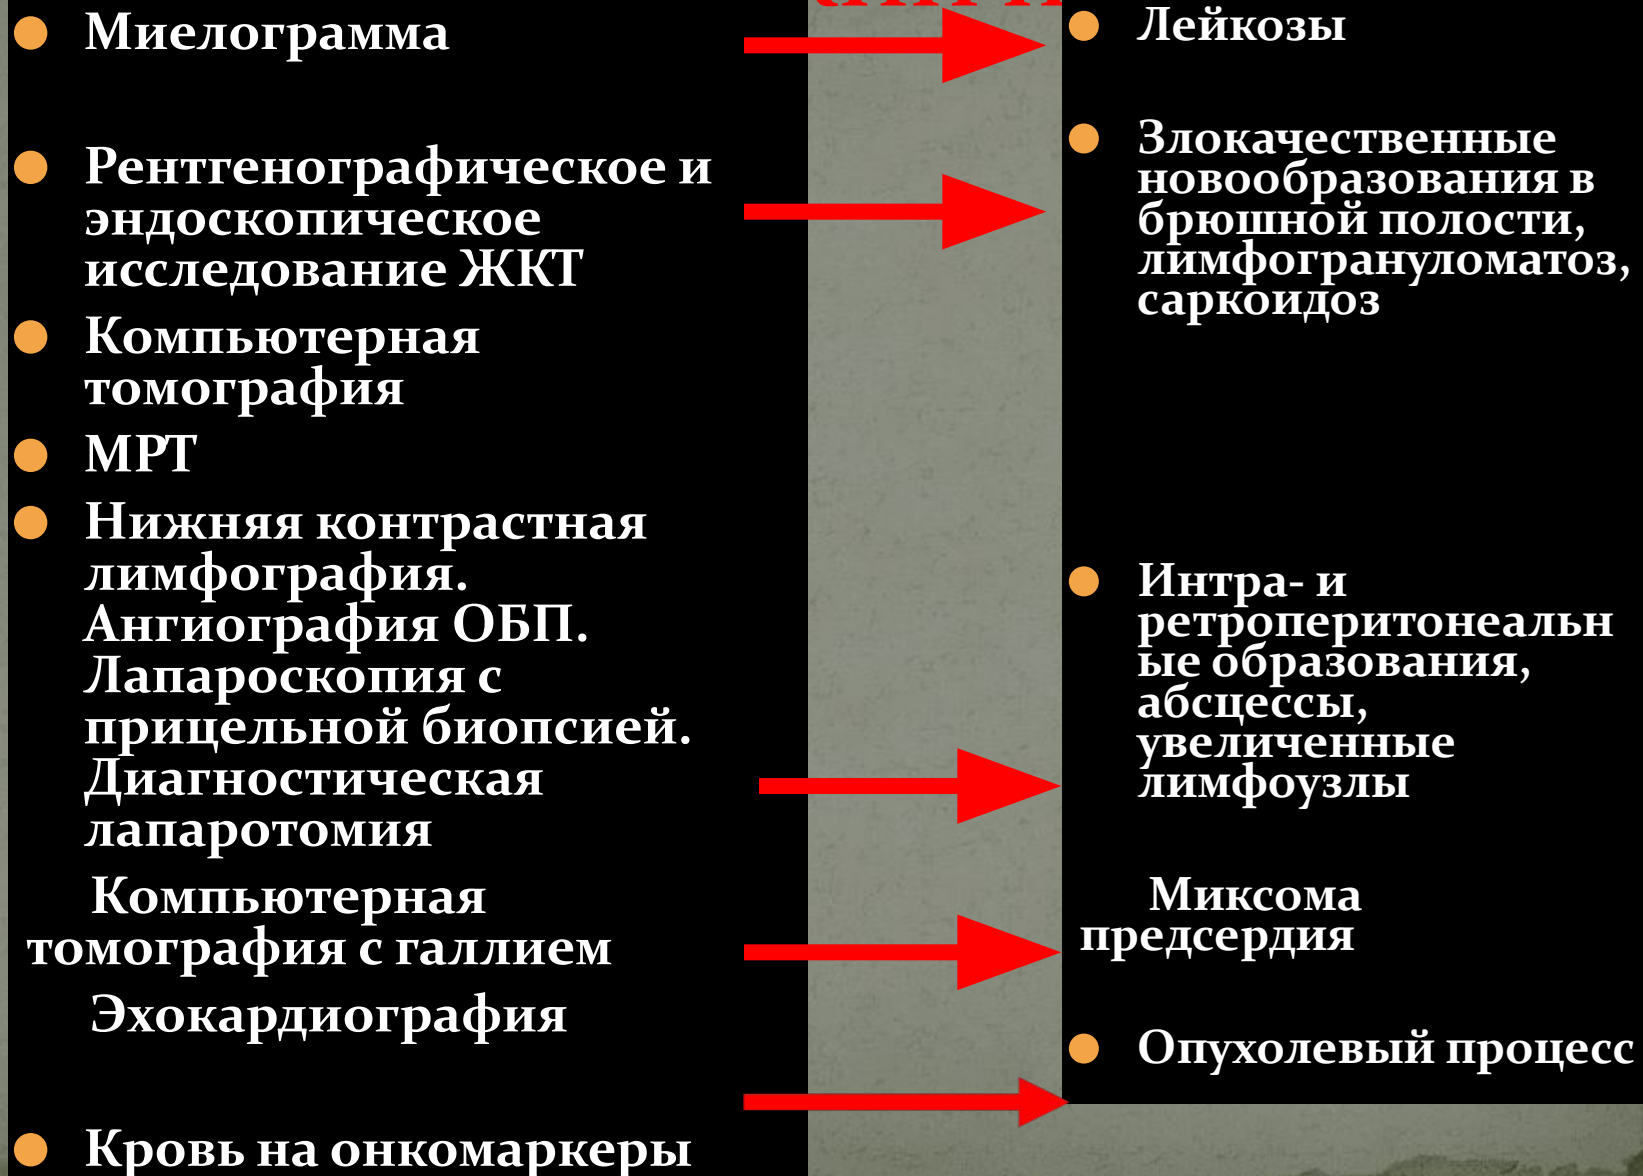 Миелограмма
Рентгенографическое и
эндоскопическое
исследование ЖКТ
Компьютерная
томография
МРТ
Нижняя контрастная
лимфография.
Ангиография ОБП.
Лапароскопия с
прицельной биопсией.
Диагностическая
лапаротомия
Компьютерная
томография с галлием
Эхокардиография
Кровь на онкомаркеры
Лейкозы
Злокачественные
новообразования в
брюшной полости,
лимфогрануломатоз,
саркоидоз
Интра- и
ретроперитонеальн
ые образования,
абсцессы,
увеличенные
лимфоузлы
Миксома
предсердия
Опухолевый процесс